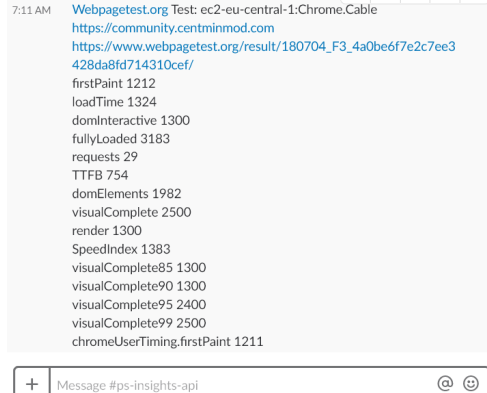 7:11 AM Webpagetest.org Test: ec2-eu-central-1:Chrome.Cable
https://community.centminmod.com
https://www.webpagetest.org/result/180704_F3_4a0be6f7e2c7ee3
428da8fd714310cef/
firstPaint 1212
loadTime 1324
domInteractive 1300
fullyLoaded 3183
requests 29
TTFB 754
domElements 1982
visualComplete 2500
render 1300
SpeedIndex 1383
visualComplete85 1300
visualComplete90 1300
visualComplete95 2400
visualComplete99 2500
chromeUserTiming.firstPaint 1211
+ Message #ps-insights-api @